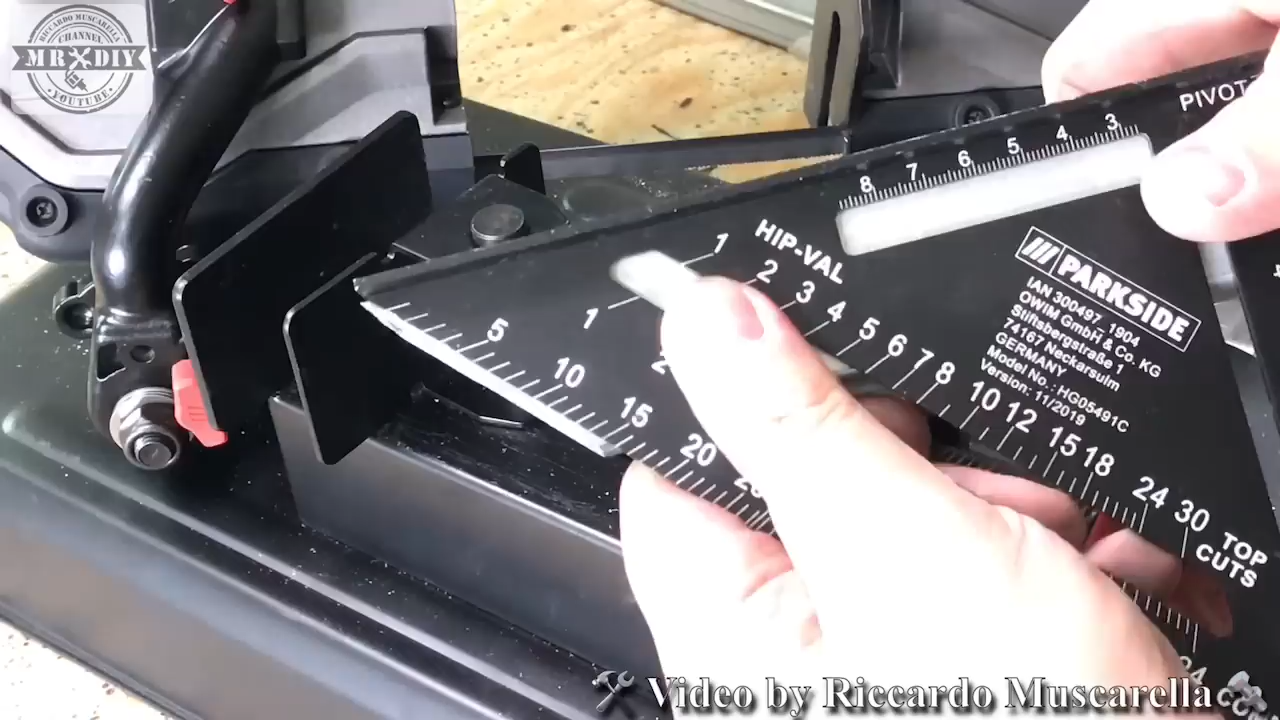 RICCARDO MUSCARELLA
CHANNEL
MR DIY
YOUTUBE
PIVOT
8 7 6 5 4 3
HIP-VAL
1 2 3 4 5 6 7 8 10 12 15 18 24 30
TOP
CUTS
1
5 10 15 20
PARKSIDE
IAN 300497_1904
OWIM GmbH & Co. KG
Stiftsbergstraße 1
74167 Neckarsulm
GERMANY
Model No.: HG05491C
Version: 11/2019
Video by Riccardo Muscarella